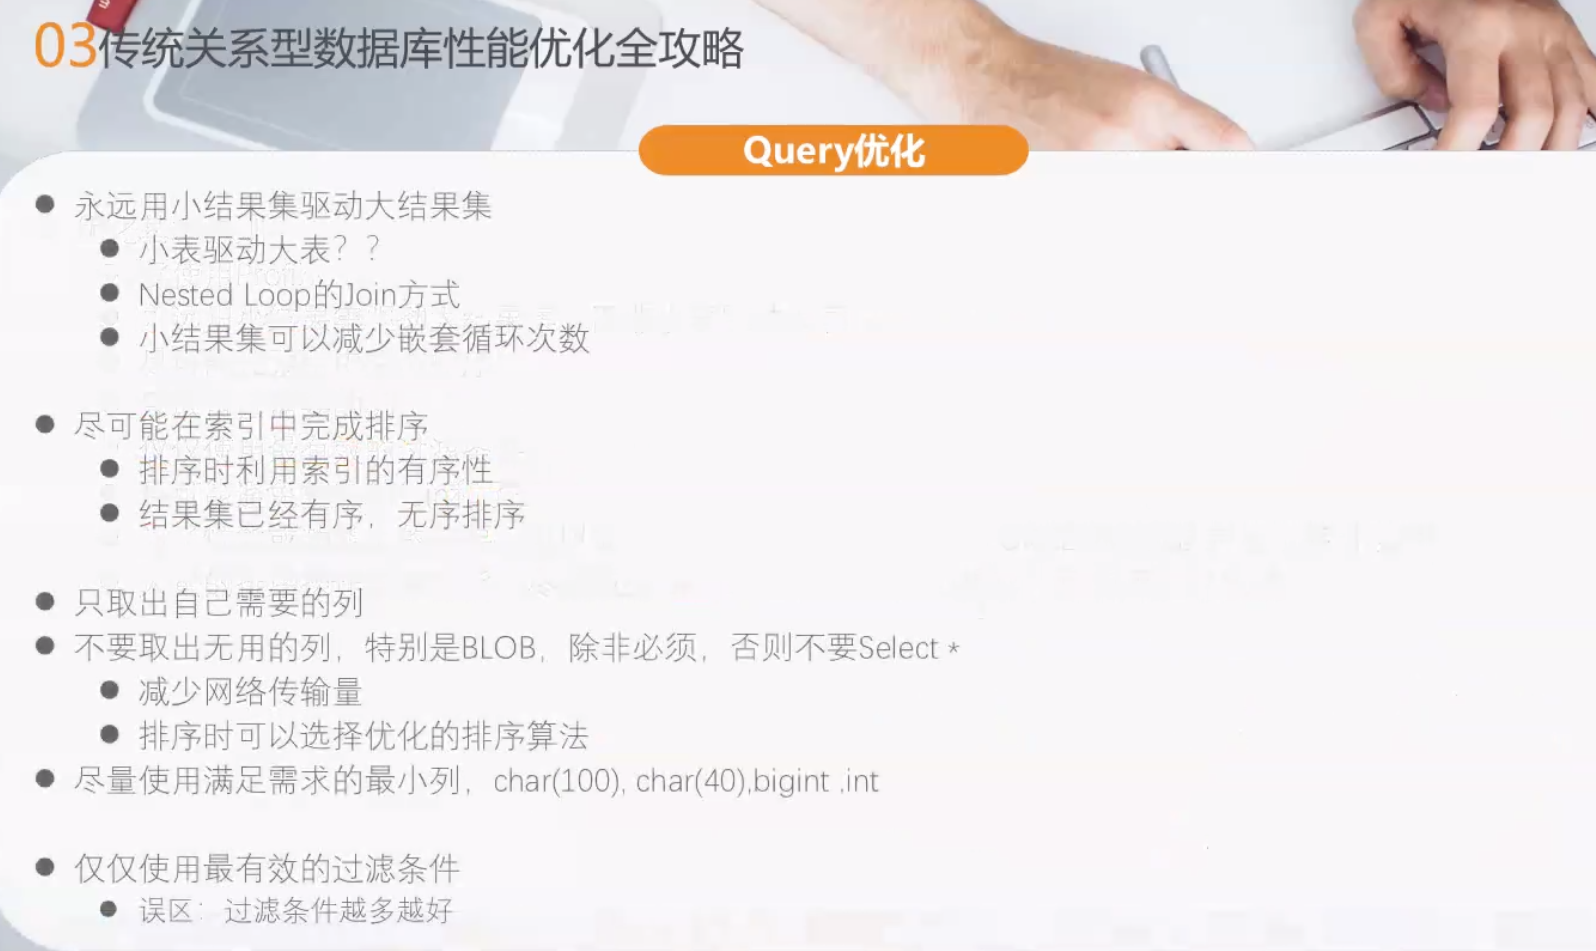 03传统关系型数据库性能优化全攻略
Query优化
永远用小结果集驱动大结果集
小表驱动大表？？
Nested Loop的Join方式
小结果集可以减少嵌套循环次数
尽可能在索引中完成排序
排序时利用索引的有序性
结果集已经有序，无序排序
只取出自己需要的列
不要取出无用的列，特别是BLOB，除非必须，否则不要Select *
减少网络传输量
排序时可以选择优化的排序算法
尽量使用满足需求的最小列，char(100), char(40),bigint ,int
仅仅使用最有效的过滤条件
误区：过滤条件越多越好